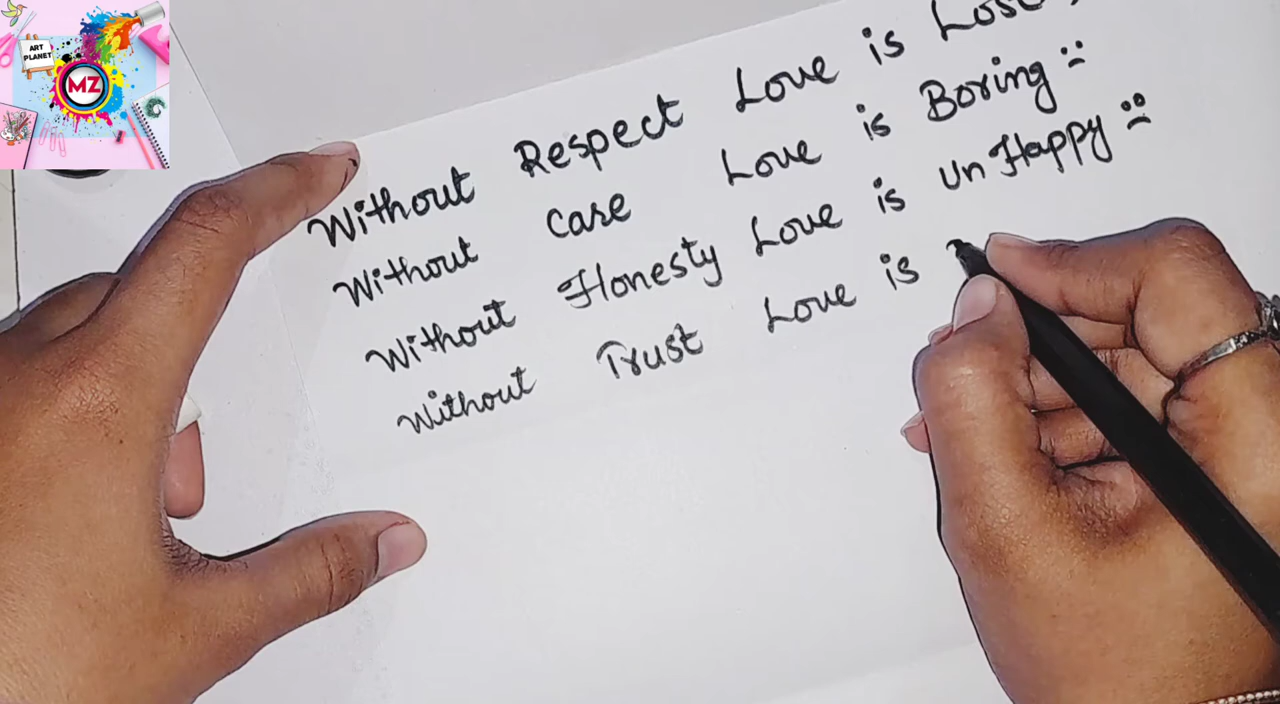 ART
PLANET
MZ
Without Respect Love is Lost
Without Care Love is Boring
Without Honesty Love is UnHappy
Without Trust Love is